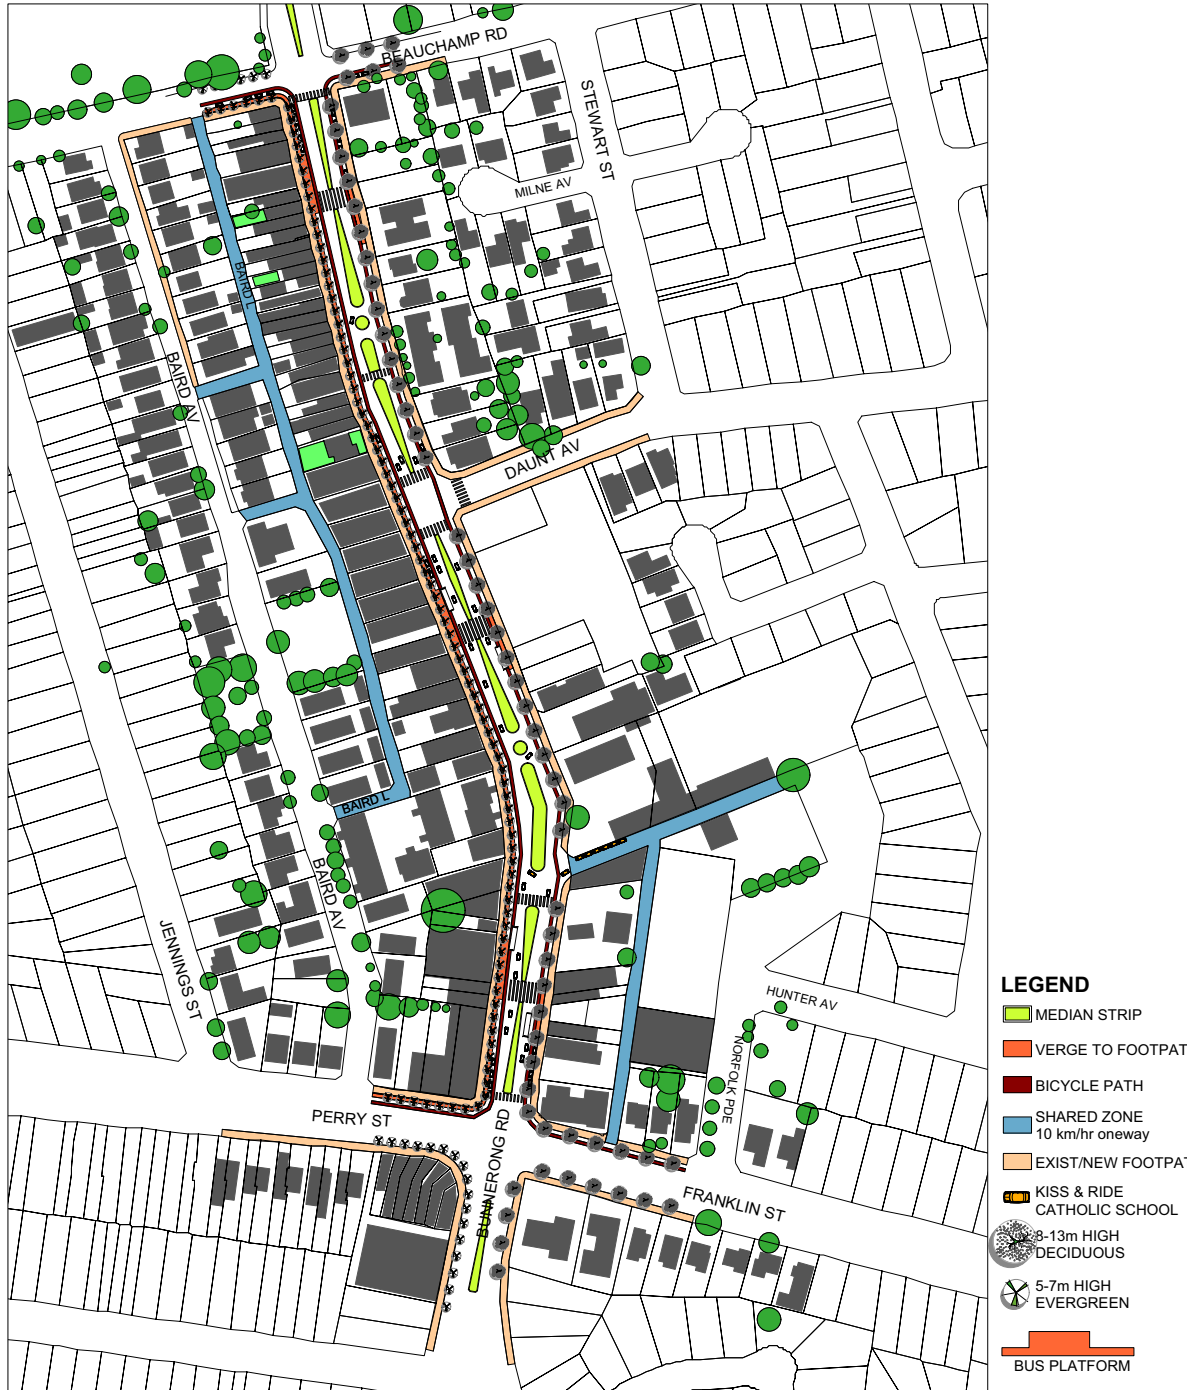 BEAUCHAMP RD
STEWART ST
MILNE AV
BAIRD L
BAIRD AV
DAUNT AV
BAIRD L
BAIRD AV
JENNINGS ST
HUNTER AV
NORFOLK PDE
PERRY ST
BUNNERONG RD
FRANKLIN ST
LEGEND
MEDIAN STRIP
VERGE TO FOOTPAT
BICYCLE PATH
SHARED ZONE
10 km/hr oneway
EXIST/NEW FOOTPAT
KISS & RIDE
CATHOLIC SCHOOL
8-13m HIGH
DECIDUOUS
5-7m HIGH
EVERGREEN
BUS PLATFORM